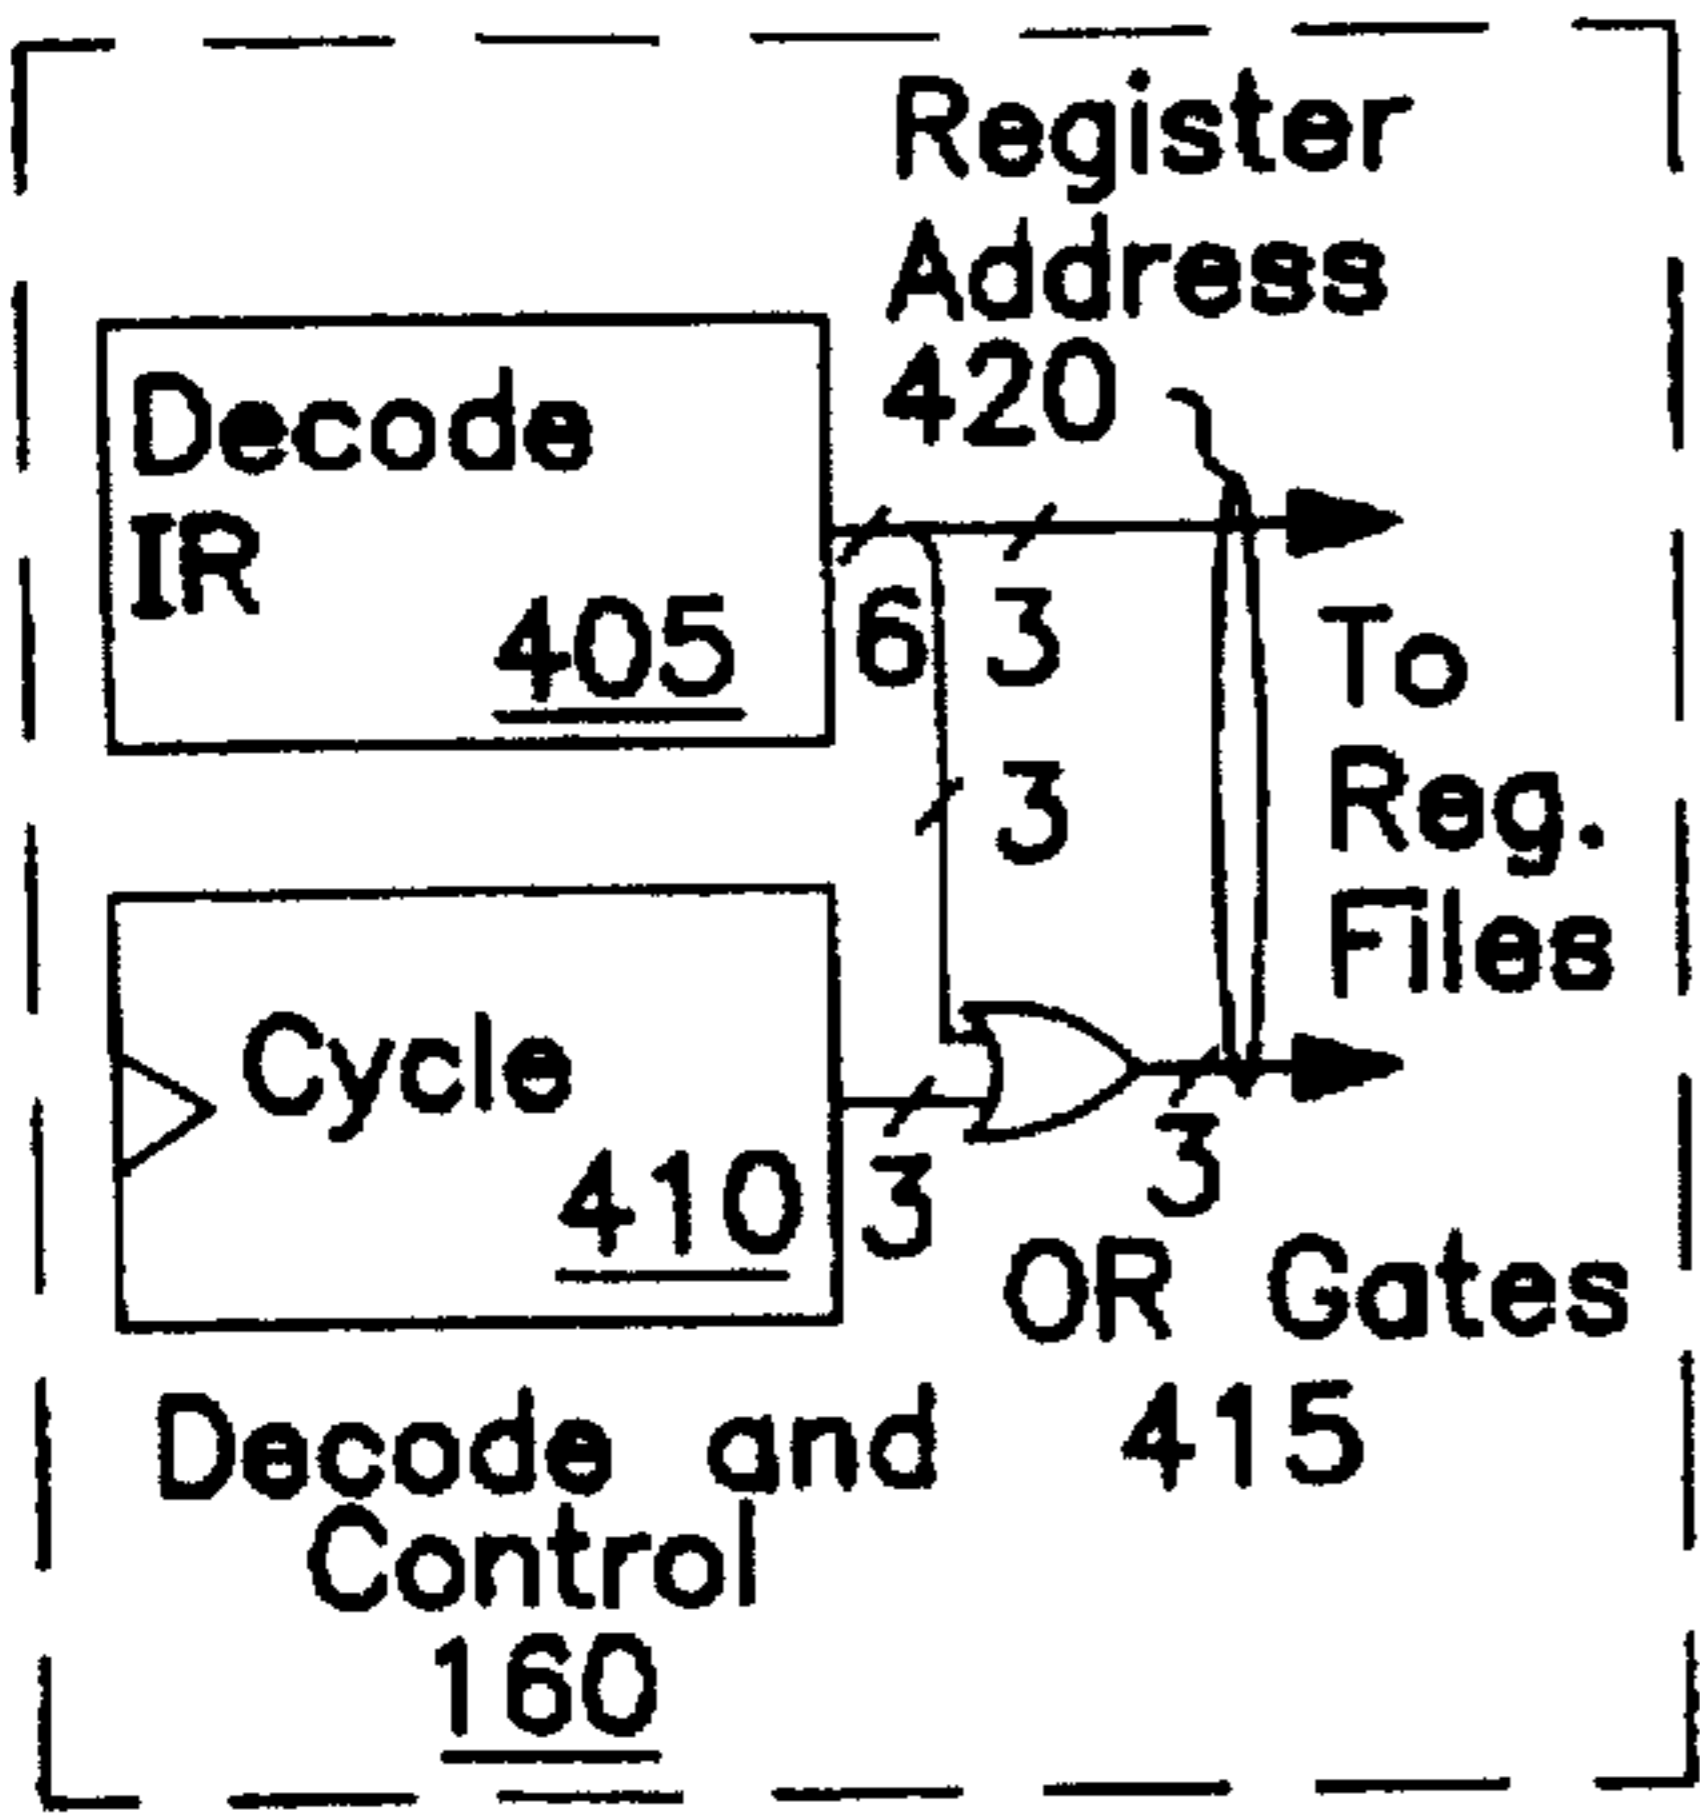 Register
Address
420
Decode
IR
405
6
3
To
Reg.
Files
3
Cycle
410
3
3
OR Gates
415
Decode and
Control
160